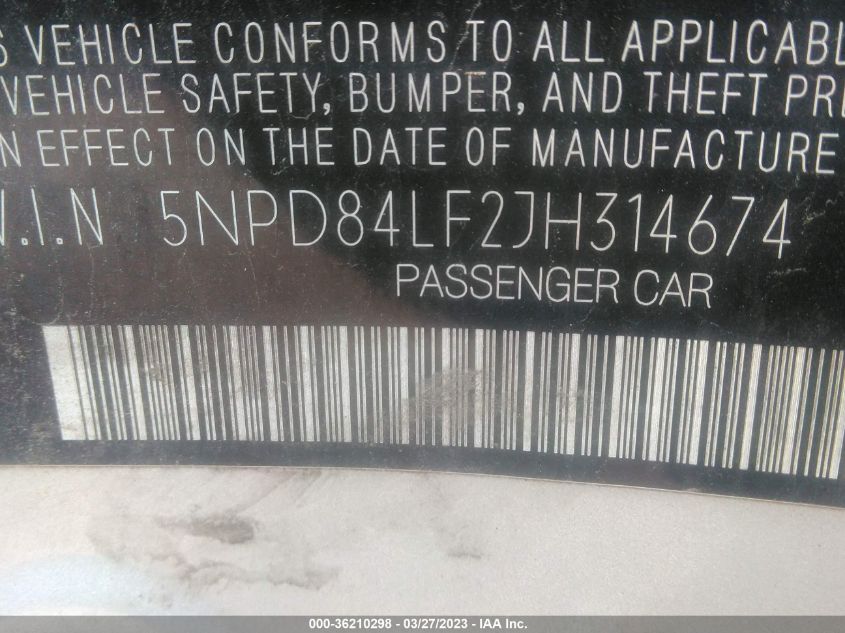 S VEHICLE CONFORMS TO ALL APPLICABL
VEHICLE SAFETY, BUMPER, AND THEFT PRE
N EFFECT ON THE DATE OF MANUFACTURE
V.I.N 5NPD84LF2JH314674
PASSENGER CAR
000-36210298 - 03/27/2023 - IAA Inc.